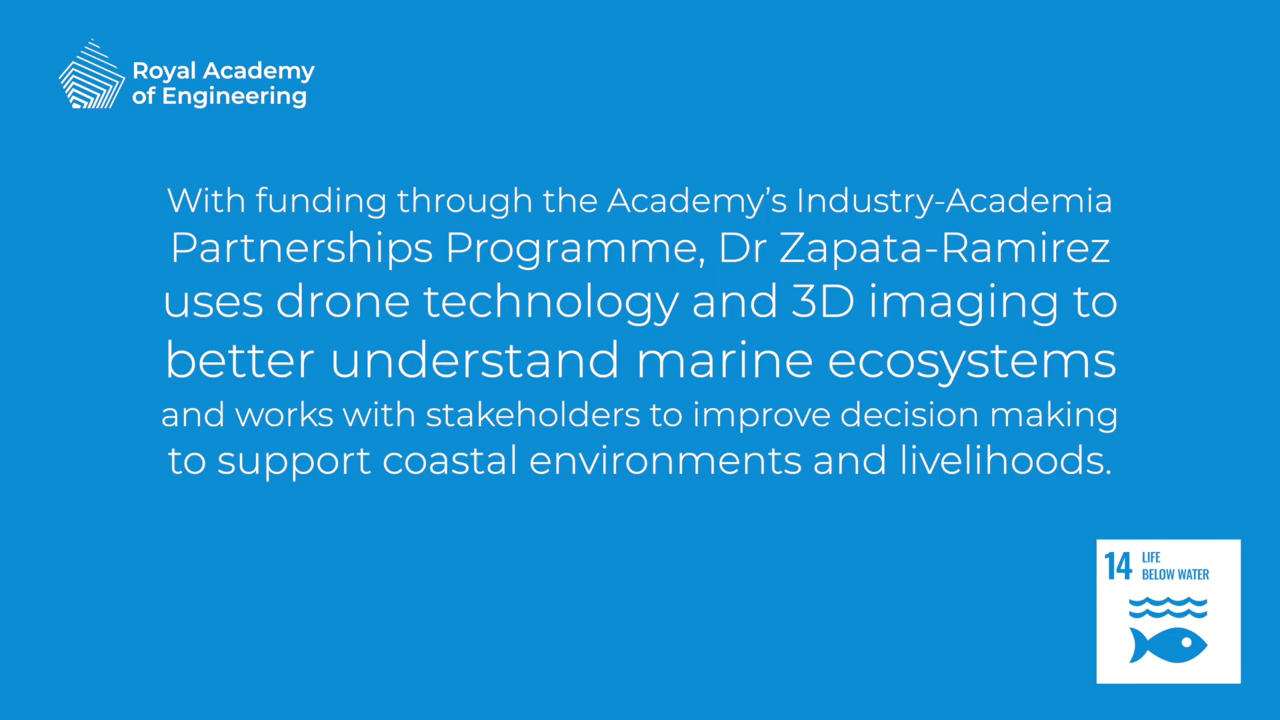 Royal Academy
of Engineering
With funding through the Academy’s Industry-Academia
Partnerships Programme, Dr Zapata-Ramirez
uses drone technology and 3D imaging to
better understand marine ecosystems
and works with stakeholders to improve decision making
to support coastal environments and livelihoods.
14 LIFE
BELOW WATER